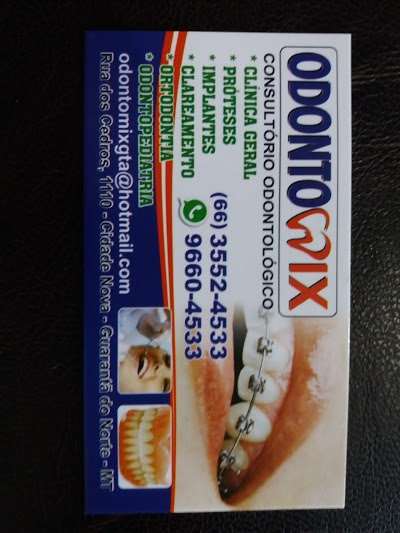 ODONTOMIX
CONSULTÓRIO ODONTOLÓGICO
* CLÍNICA GERAL
* PRÓTESES
* IMPLANTES
* CLAREAMENTO
* ORTODONTIA
* ODONTOPEDIATRIA
(66) 3552-4533
9660-4533
odontomixgta@hotmail.com
Rua dos Cedros, 1110 - Cidade Nova - Guarantã do Norte - MT